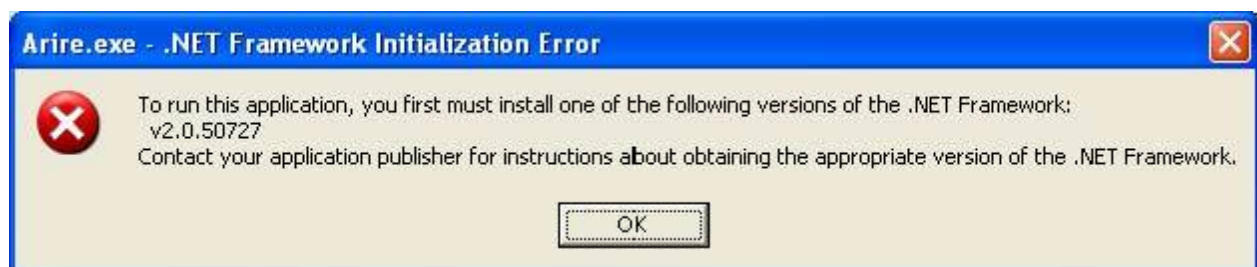 Arire.exe - .NET Framework Initialization Error
To run this application, you first must install one of the following versions of the .NET Framework:
v2.0.50727
Contact your application publisher for instructions about obtaining the appropriate version of the .NET Framework.
OK